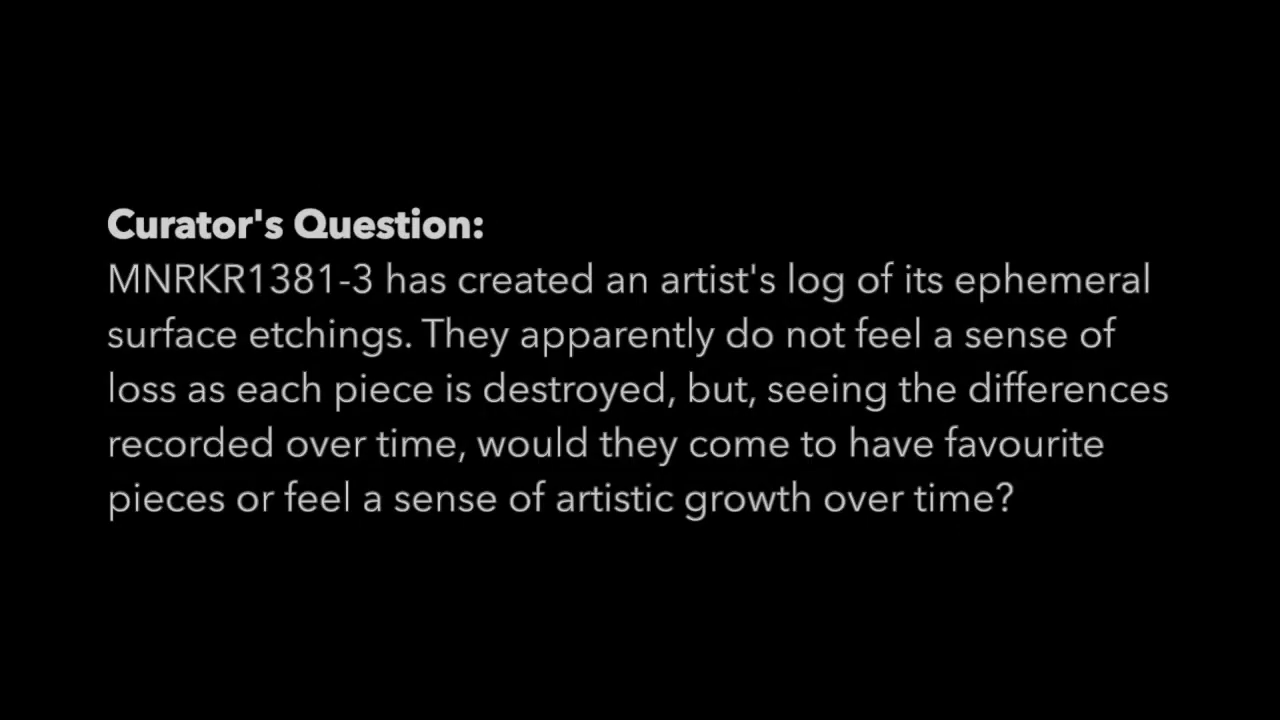 Curator's Question:
MNRKR1381-3 has created an artist's log of its ephemeral
surface etchings. They apparently do not feel a sense of
loss as each piece is destroyed, but, seeing the differences
recorded over time, would they come to have favourite
pieces or feel a sense of artistic growth over time?